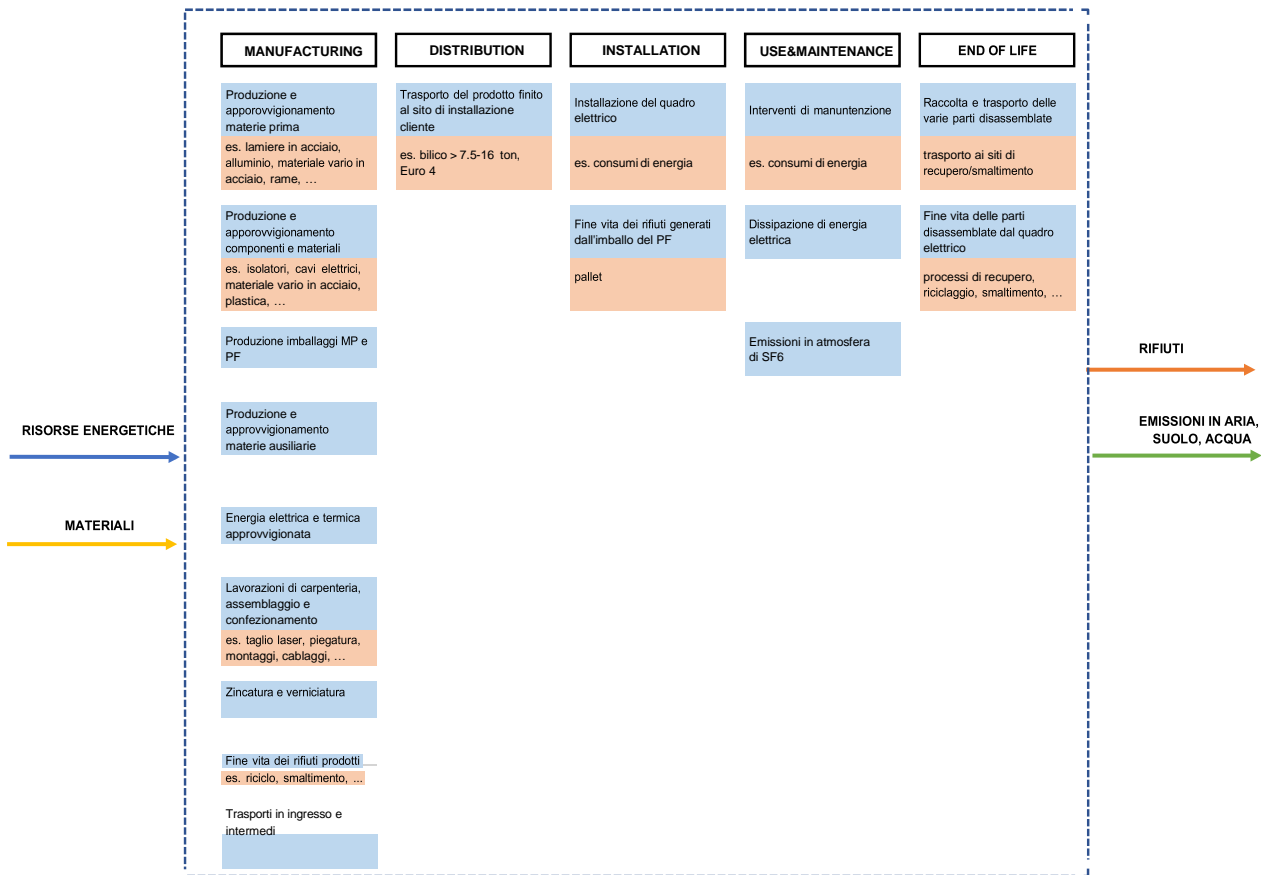 MANUFACTURING
Produzione e
apporovvigionamento
materie prima
es. lamiere in acciaio,
alluminio, materiale vario in
acciaio, rame, …
Produzione e
apporovvigionamento
componenti e materiali
es. isolatori, cavi elettrici,
materiale vario in acciaio,
plastica, …
Produzione imballaggi MP e
PF
Produzione e
approvvigionamento
materie ausiliarie
Energia elettrica e termica
approvvigionata
Lavorazioni di carpenteria,
assemblaggio e
confezionamento
es. taglio laser, piegatura,
montaggi, cablaggi, …
Zincatura e verniciatura
Fine vita dei rifiuti prodotti
es. riciclo, smaltimento, ...
Trasporti in ingresso e
intermedi
DISTRIBUTION
Trasporto del prodotto finito
al sito di installazione
cliente
es. bilico > 7.5-16 ton,
Euro 4
INSTALLATION
Installazione del quadro
elettrico
es. consumi di energia
Fine vita dei rifiuti generati
dall'imballo del PF
pallet
USE&MAINTENANCE
Interventi di manuntenzione
es. consumi di energia
Dissipazione di energia
elettrica
Emissioni in atmosfera
di SF6
END OF LIFE
Raccolta e trasporto delle
varie parti disassemblate
trasporto ai siti di
recupero/smaltimento
Fine vita delle parti
disassemblate dal quadro
elettrico
processi di recupero,
riciclaggio, smaltimento, …
RISORSE ENERGETICHE
MATERIALI
RIFIUTI
EMISSIONI IN ARIA,
SUOLO, ACQUA